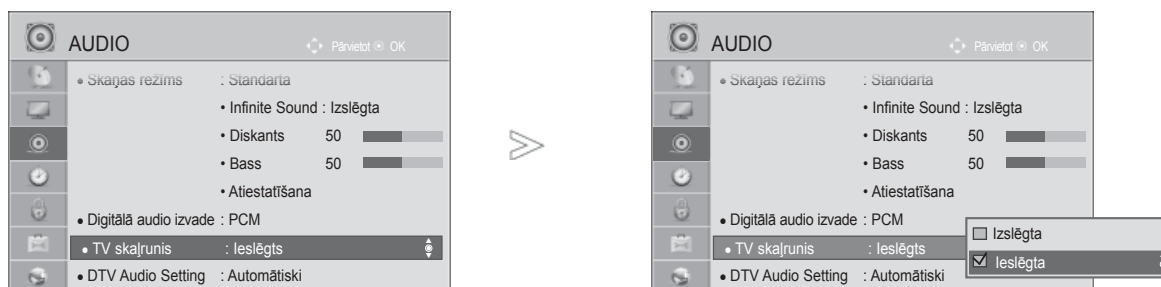 AUDIO
Pārvietot OK
• Skaņas režīms : Standarta
• Infinite Sound : Izslēgta
• Diskants 50
• Bass 50
• Atiestatīšana
• Digitālā audio izvade : PCM
• TV skaļrunis : Ieslēgts
• DTV Audio Setting : Automātiski
AUDIO
Pārvietot OK
• Skaņas režīms : Standarta
• Infinite Sound : Izslēgta
• Diskants 50
• Bass 50
• Atiestatīšana
• Digitālā audio izvade : PCM
• TV skaļrunis : Ieslēgts
• DTV Audio Setting : Automātiski
Izslēgta
Ieslēgta